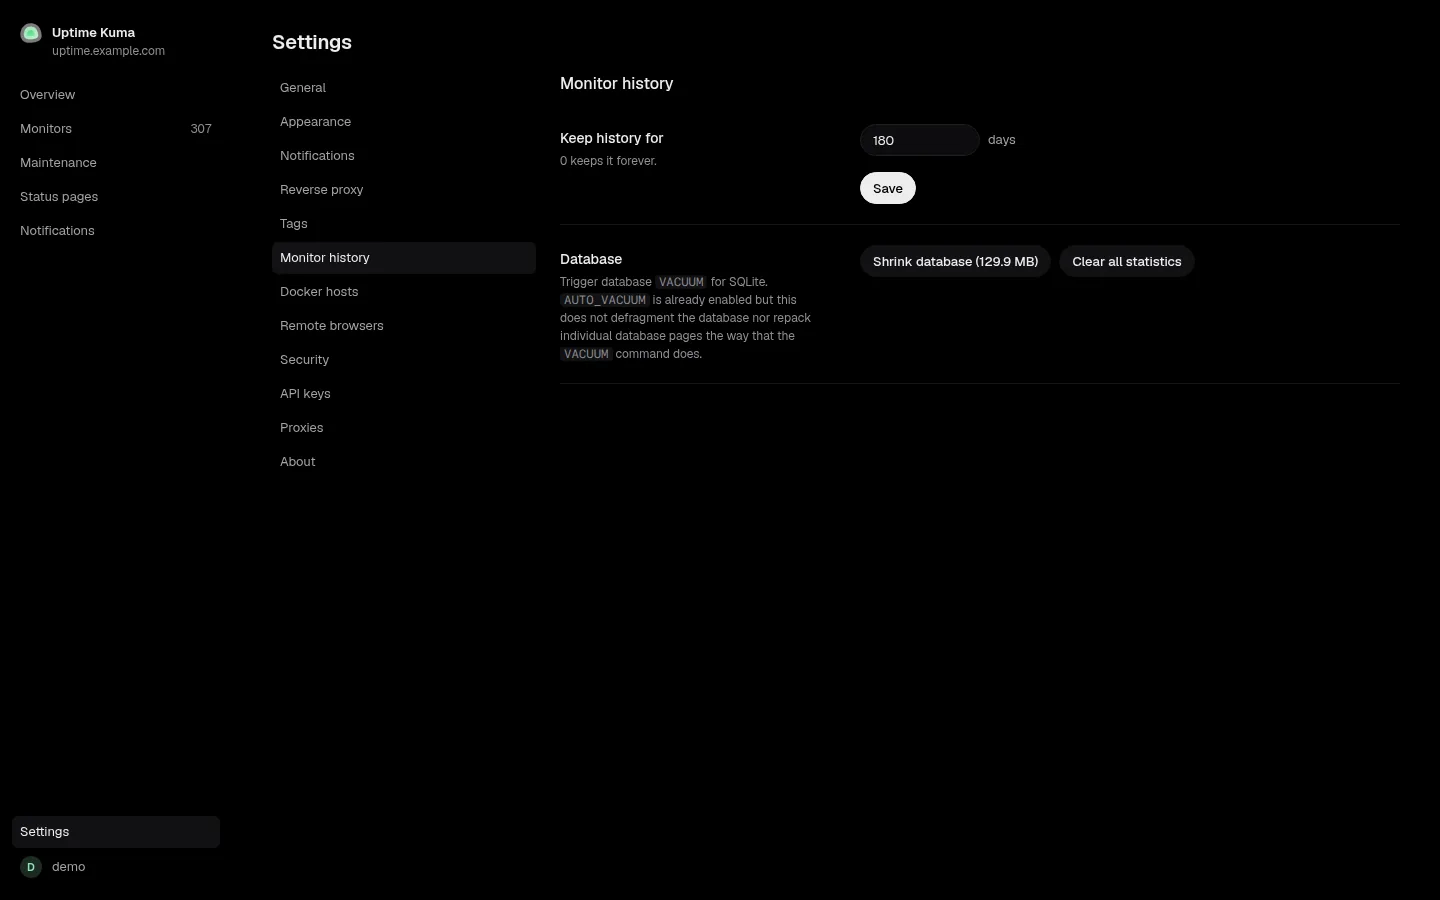 Uptime Kuma
uptime.example.com
Overview
Monitors 307
Maintenance
Status pages
Notifications
Settings
D demo
Settings
General
Appearance
Notifications
Reverse proxy
Tags
Monitor history
Docker hosts
Remote browsers
Security
API keys
Proxies
About
Monitor history
Keep history for
0 keeps it forever.
180 days
Save
Database
Trigger database VACUUM for SQLite.
AUTO_VACUUM is already enabled but this
does not defragment the database nor repack
individual database pages the way that the
VACUUM command does.
Shrink database (129.9 MB) Clear all statistics